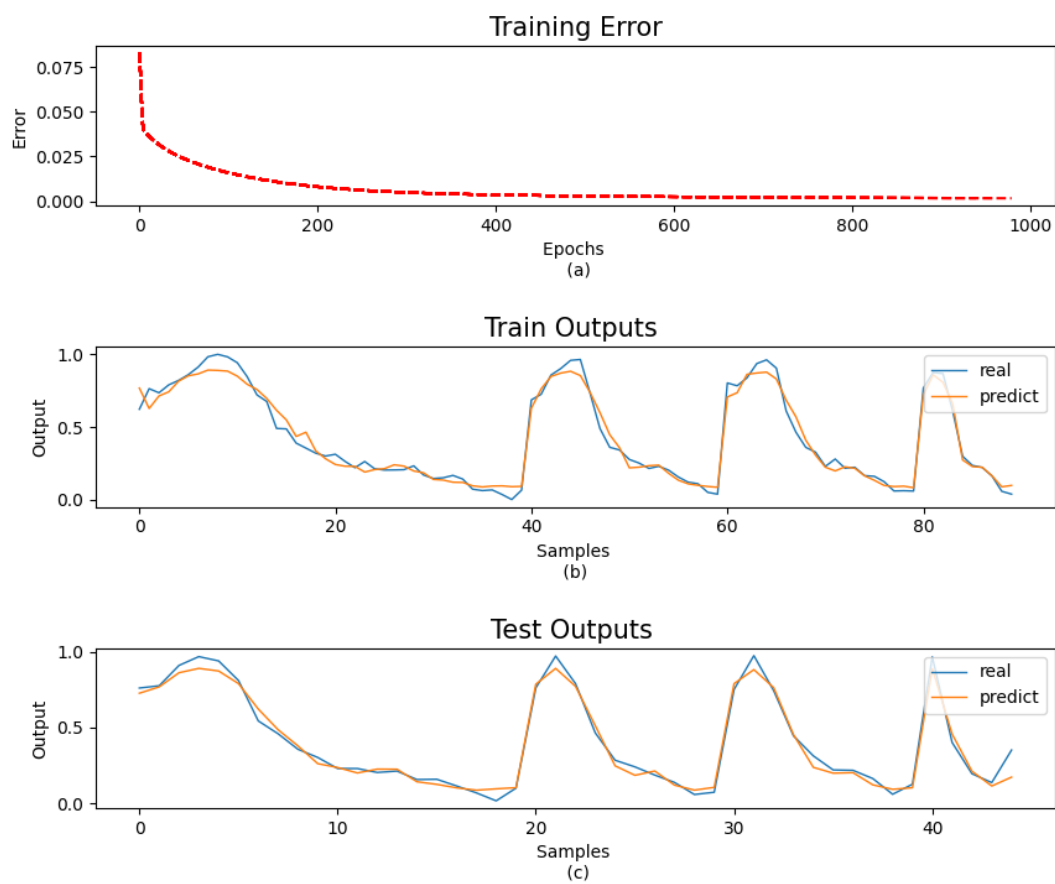 Training Error
0.075
0.050
0.025
0.000
Error
0 200 400 600 800 1000
Epochs
(a)
Train Outputs
1.0
0.5
0.0
Output
real
predict
0 20 40 60 80
Samples
(b)
Test Outputs
1.0
0.5
0.0
Output
real
predict
0 10 20 30 40
Samples
(c)